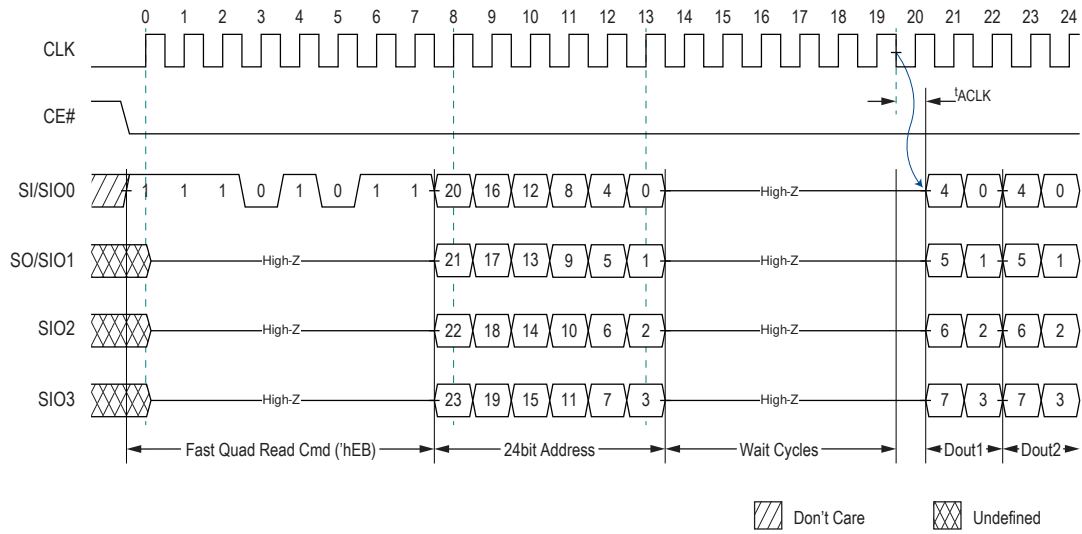 0 1 1 2 3 4 5 6 7 8 9 10 11 12 13 14 15 16 17 18 19 20 21 22 23 24
CLK
tACLK
CE#
SI/SIO0 1 1 1 0 1 0 1 1 20 16 12 8 4 0 High-Z 4 0 4 0
SO/SIO1 High-Z 21 17 13 9 5 1 High-Z 5 1 5 1
SIO2 High-Z 22 18 14 10 6 2 High-Z 6 2 6 2
SIO3 High-Z 23 19 15 11 7 3 High-Z 7 3 7 3
Fast Quad Read Cmd ('hEB) 24bit Address Wait Cycles Dout1 Dout2
Don't Care Undefined